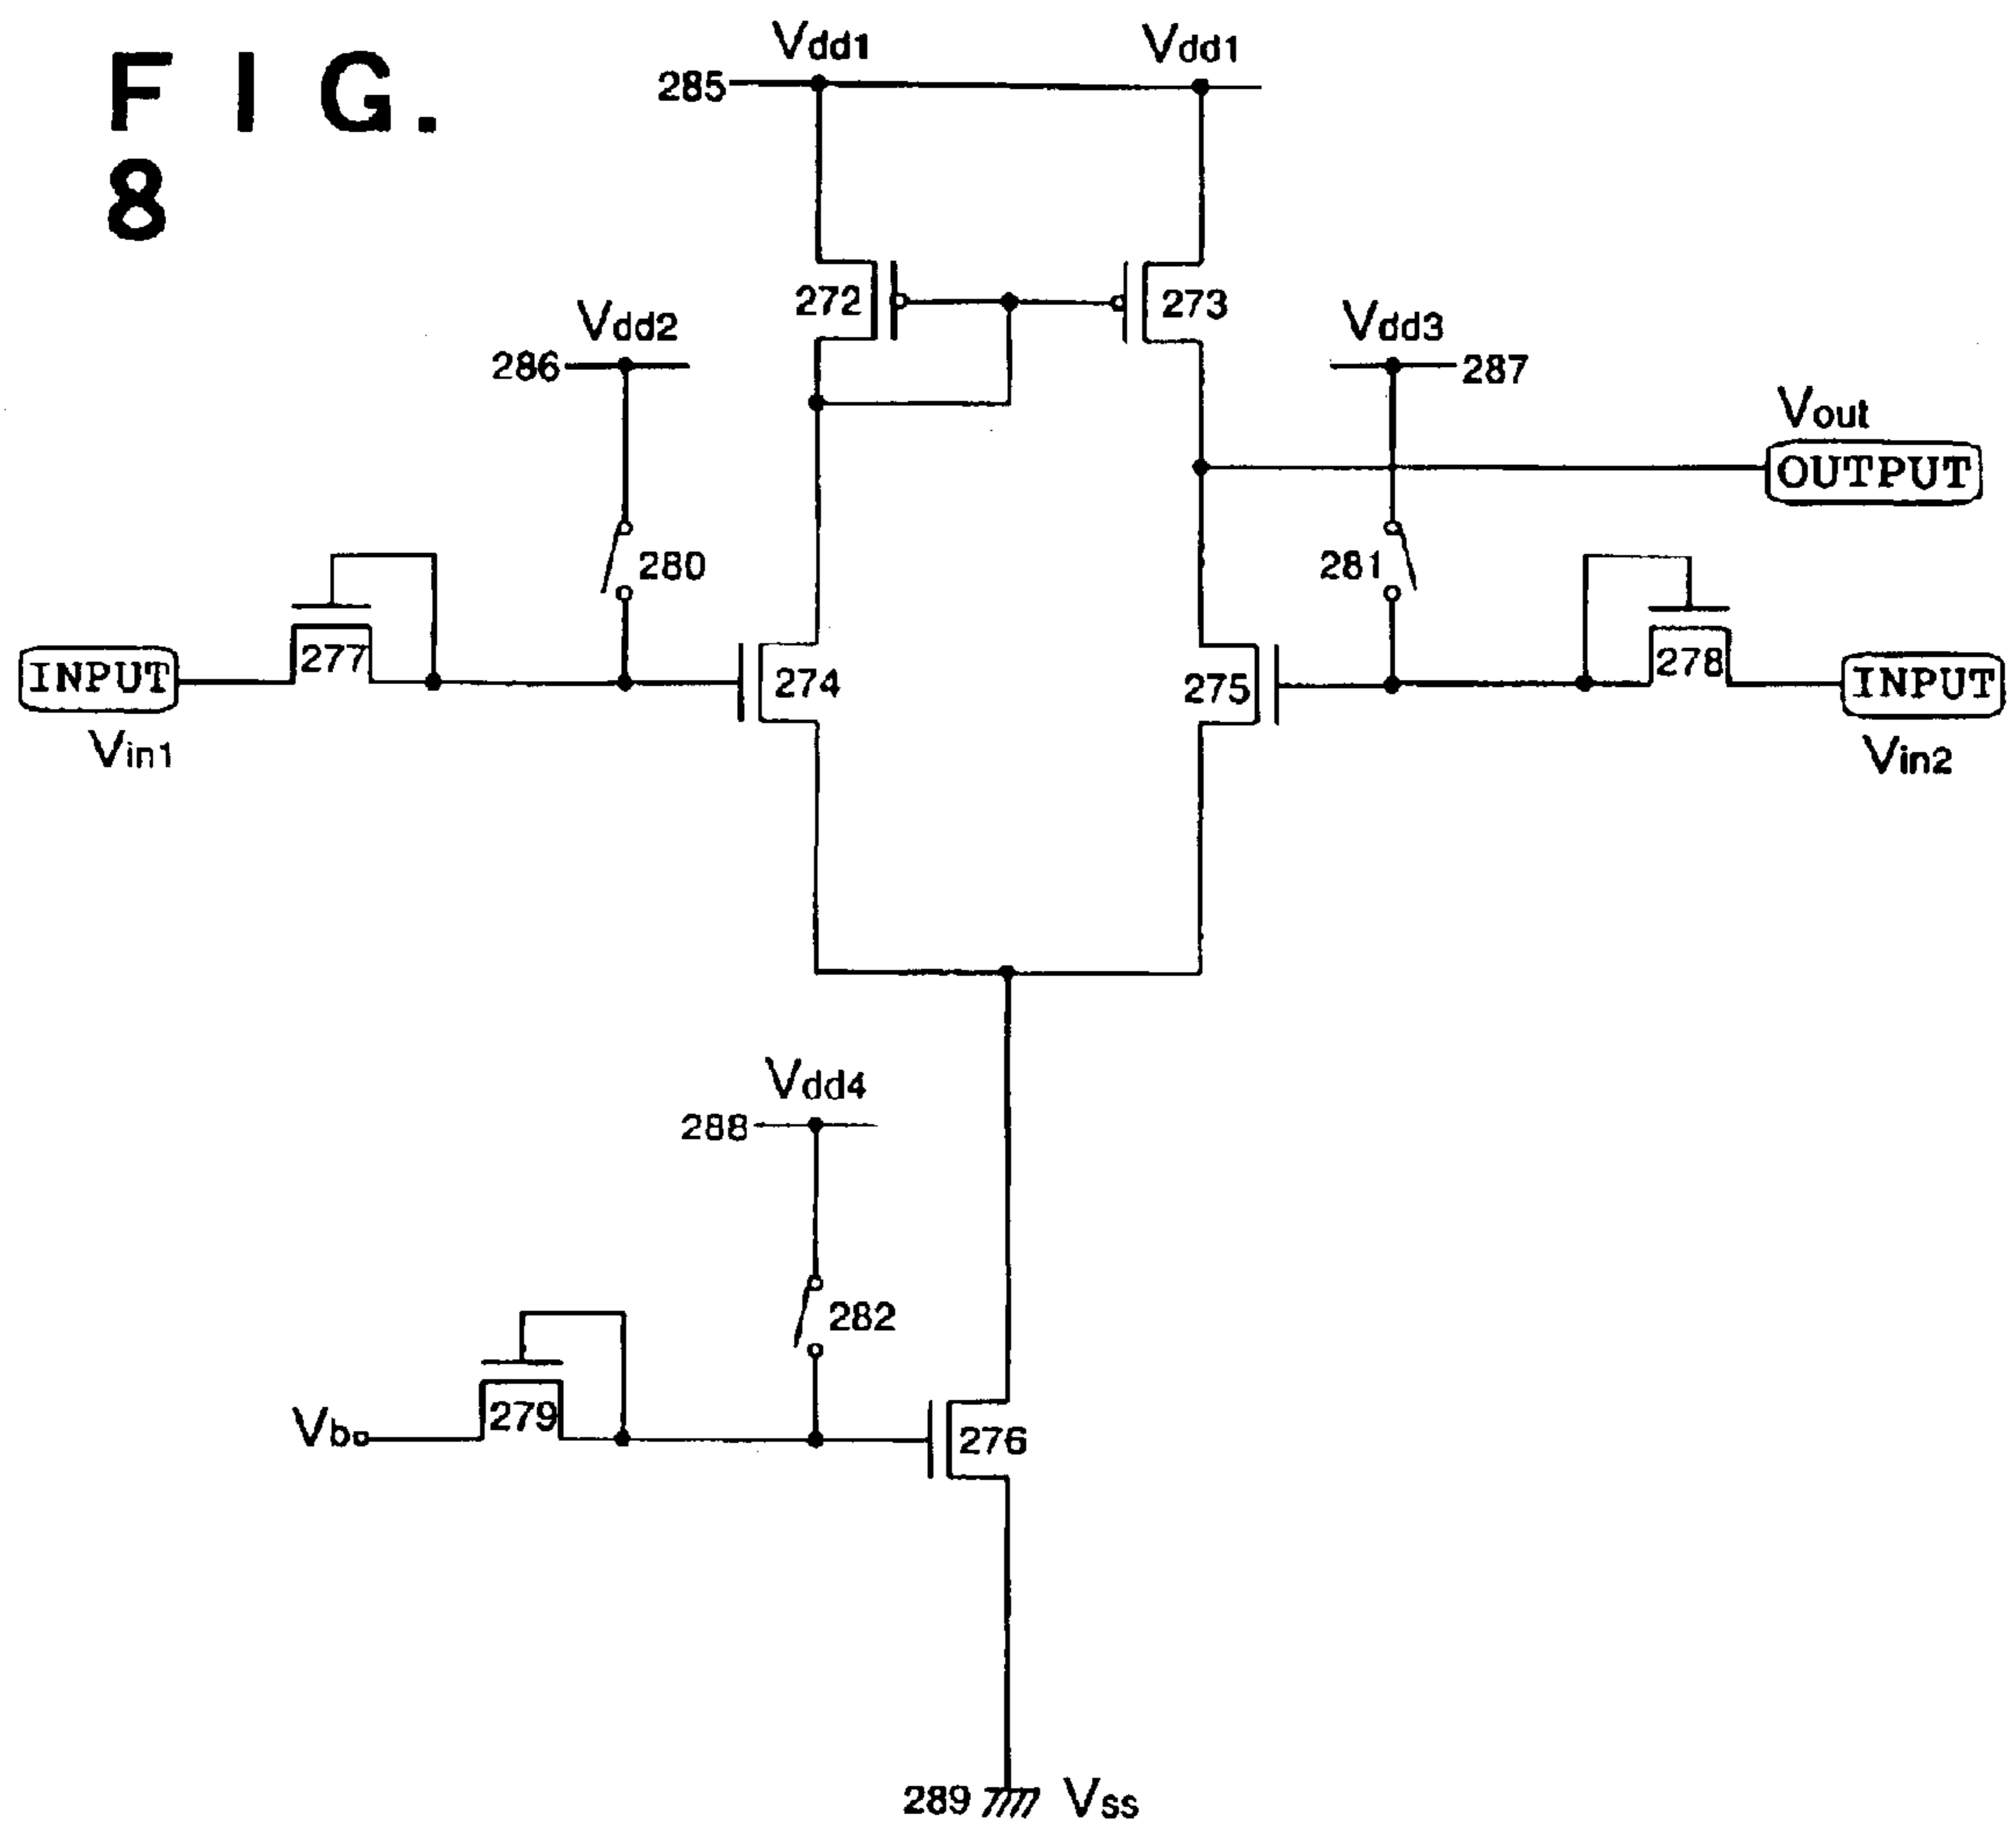 F I G.
8
Vdd1
Vdd1
285
272
273
Vdd2
286
Vdd3
287
Vout
OUTPUT
280
281
277
278
INPUT
Vin1
274
275
INPUT
Vin2
Vdd4
288
282
279
Vb
276
289
Vss